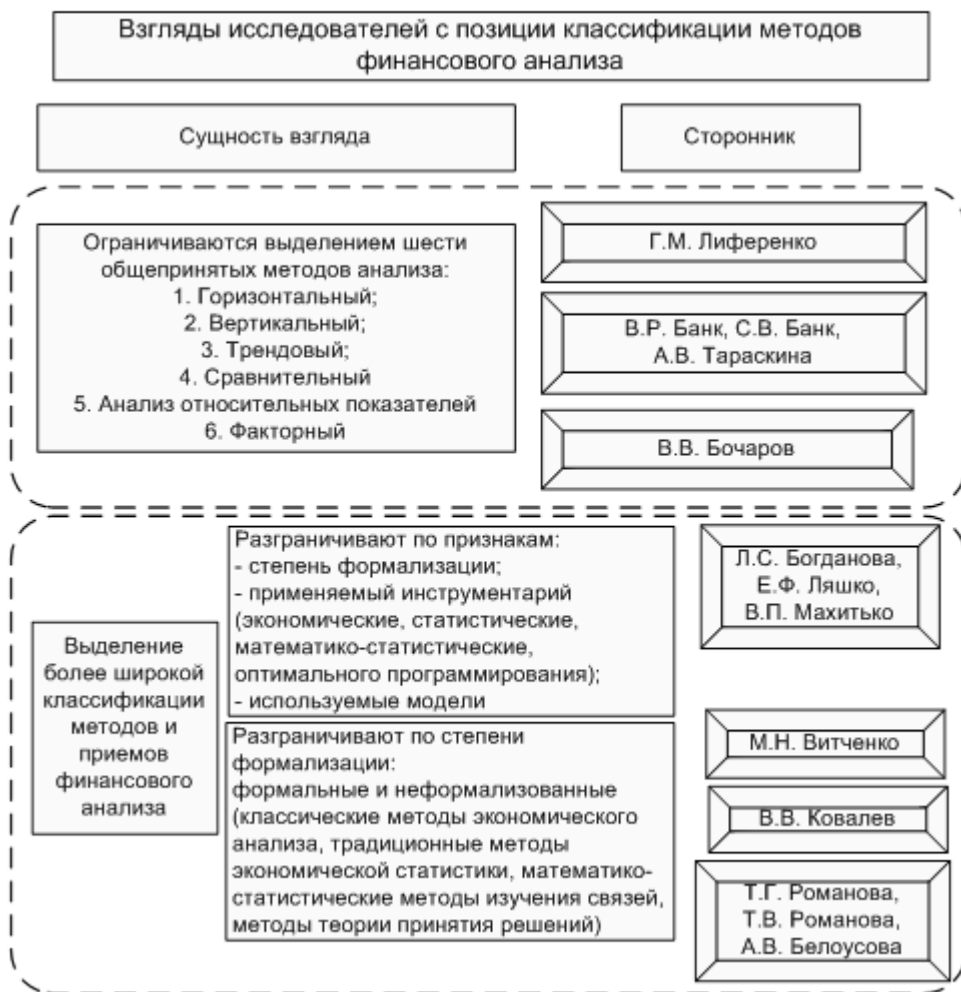 Взгляды исследователей с позиции классификации методов
финансового анализа
Сущность взгляда
Сторонник
Ограничиваются выделением шести
общепринятых методов анализа:
1. Горизонтальный;
2. Вертикальный;
3. Трендовый;
4. Сравнительный
5. Анализ относительных показателей
6. Факторный
Г.М. Лиференко
В.Р. Банк, С.В. Банк,
А.В. Тараскина
В.В. Бочаров
Выделение
более широкой
классификации
методов и
приемов
финансового
анализа
Разграничивают по признакам:
- степень формализации;
- применяемый инструментарий
(экономические, статистические,
математико-статистические,
оптимального программирования);
- используемые модели
Л.С. Богданова,
Е.Ф. Ляшко,
В.П. Махитько
Разграничивают по степени
формализации:
формальные и неформализованные
(классические методы экономического
анализа, традиционные методы
экономической статистики, математико-
статистические методы изучения связей,
методы теории принятия решений)
М.Н. Витченко
В.В. Ковалев
Т.Г. Романова,
Т.В. Романова,
А.В. Белоусова